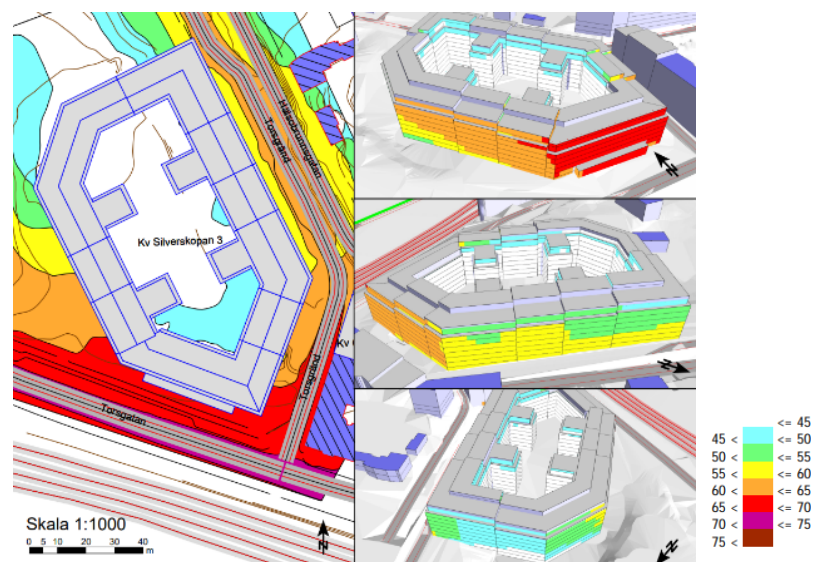 Hälsobrunnsgatan
Torsgränd
Kv Silverskopan 3
Torsgränd
Torsgatan
Skala 1:1000
0 5 10 20 30 40
m
N
N
N
N
<= 45
45 < <= 50
50 < <= 55
55 < <= 60
60 < <= 65
65 < <= 70
70 < <= 75
75 <